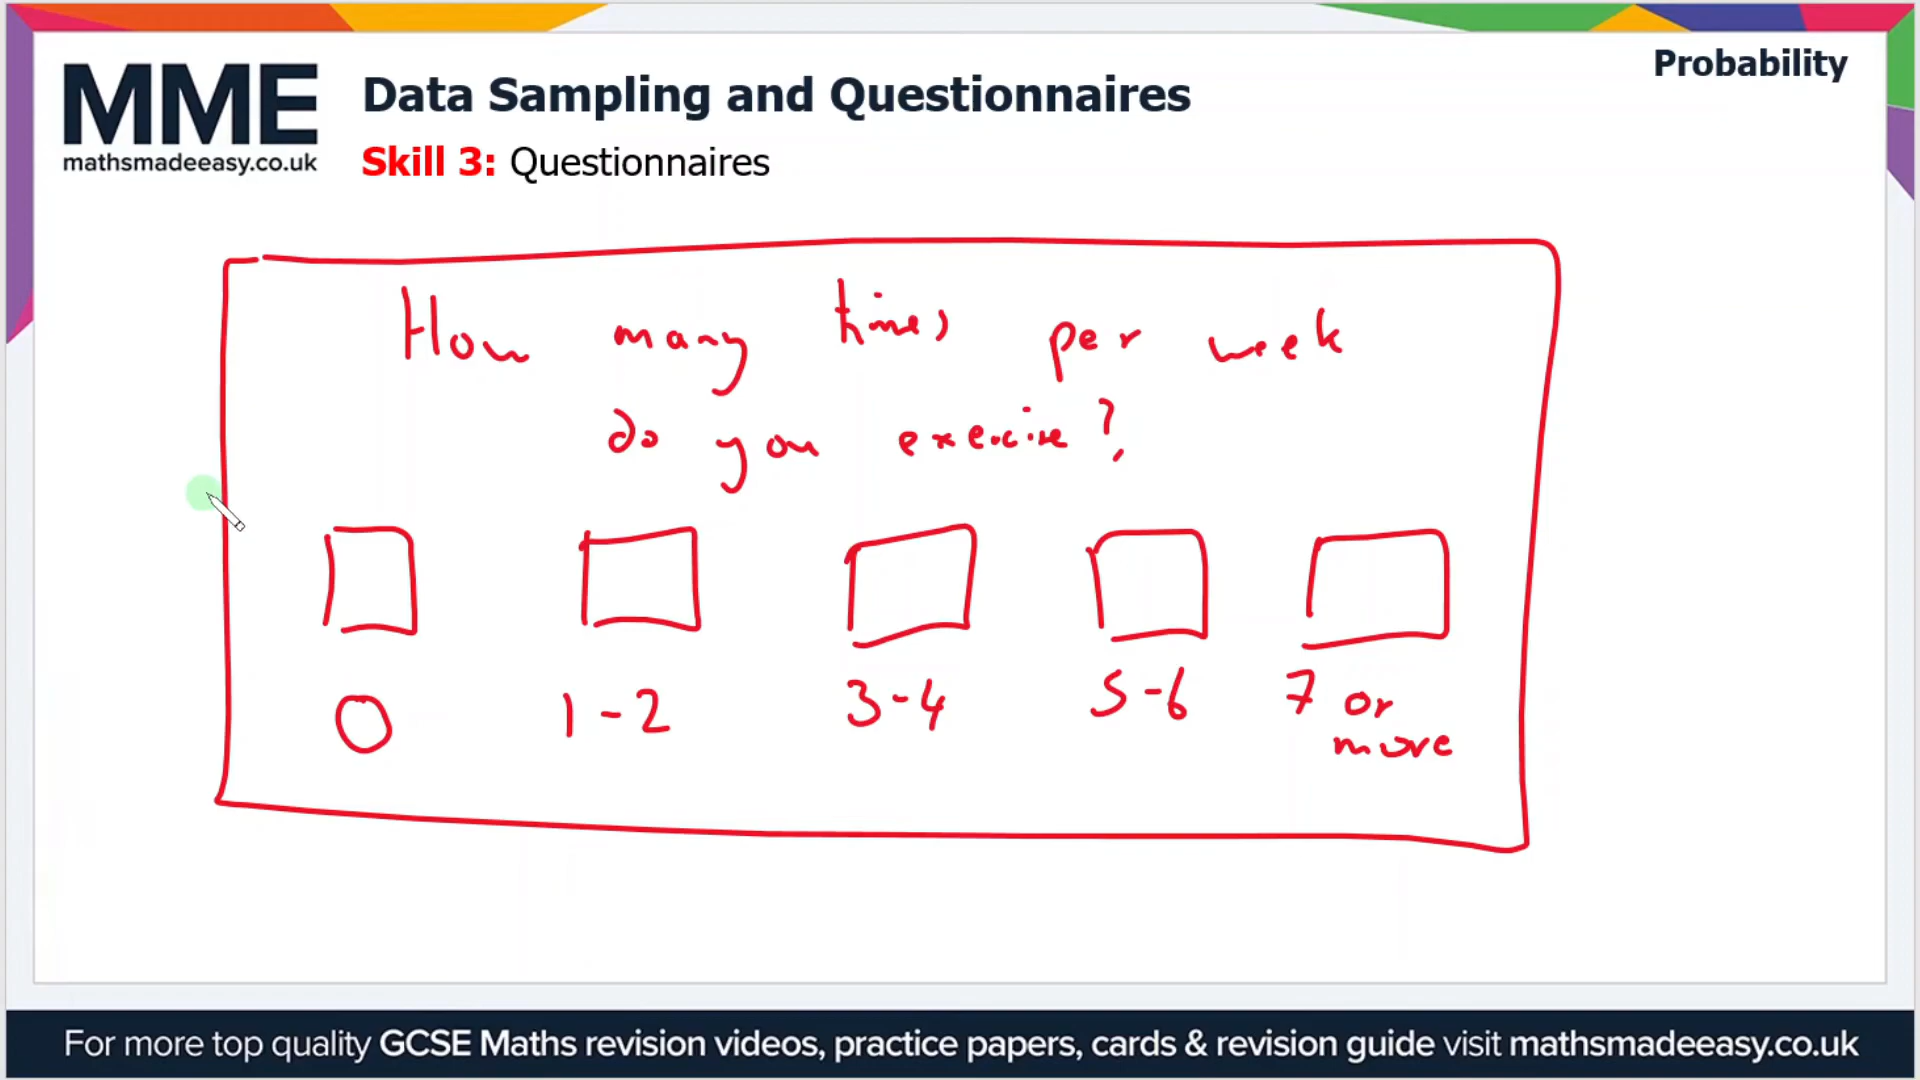 Probability
MME
mathsmadeeasy.co.uk
Data Sampling and Questionnaires
Skill 3: Questionnaires
How many times per week
do you exercise?
0 1-2 3-4 5-6 7 or
more
For more top quality GCSE Maths revision videos, practice papers, cards & revision guide visit mathsmadeeasy.co.uk